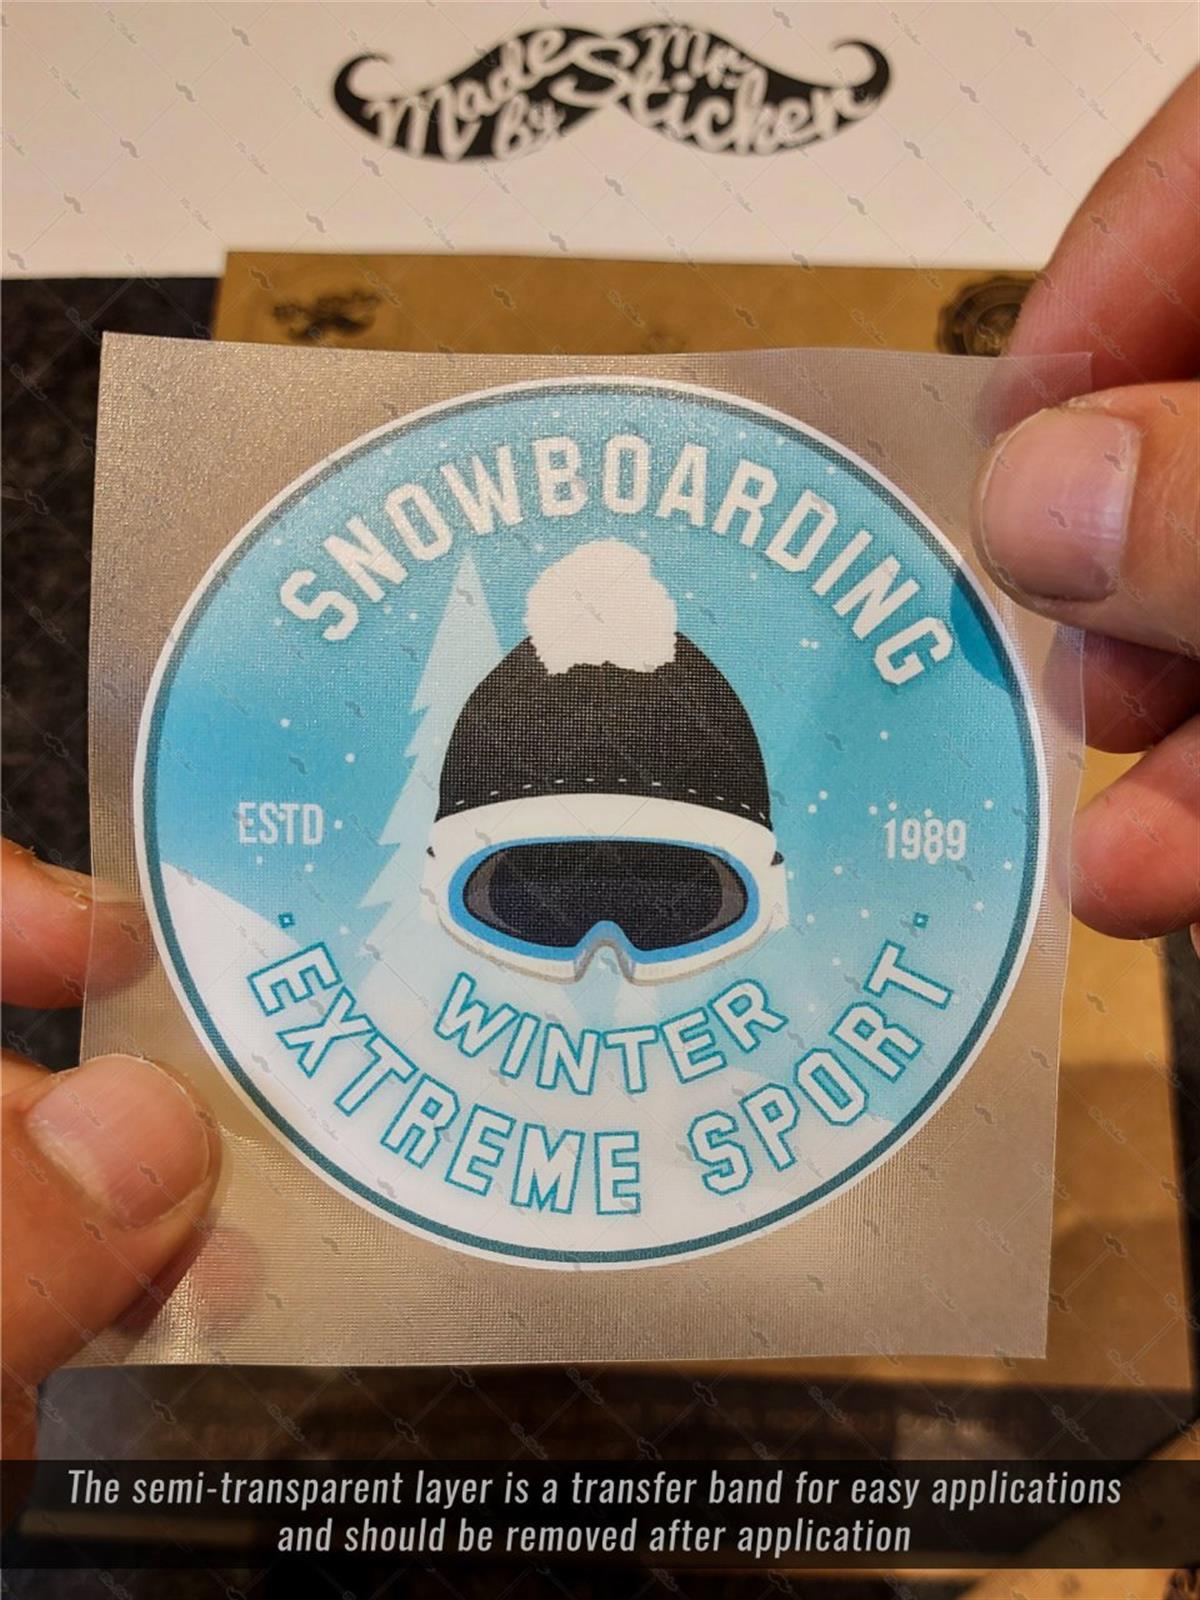 Made by Mr Sticker
SNOWBOARDING
ESTD
1989
WINTER
EXTREME SPORT
The semi-transparent layer is a transfer band for easy applications
and should be removed after application